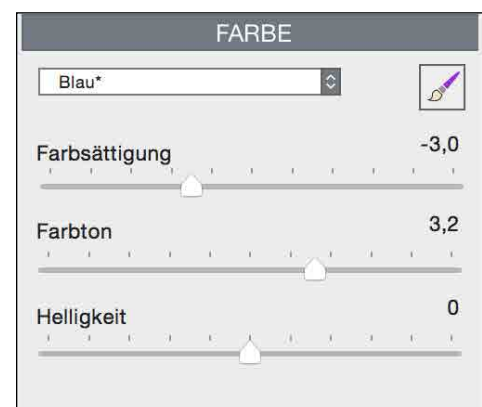 FARBE
Blau*
Farbsättigung -3,0
Farbton 3,2
Helligkeit 0